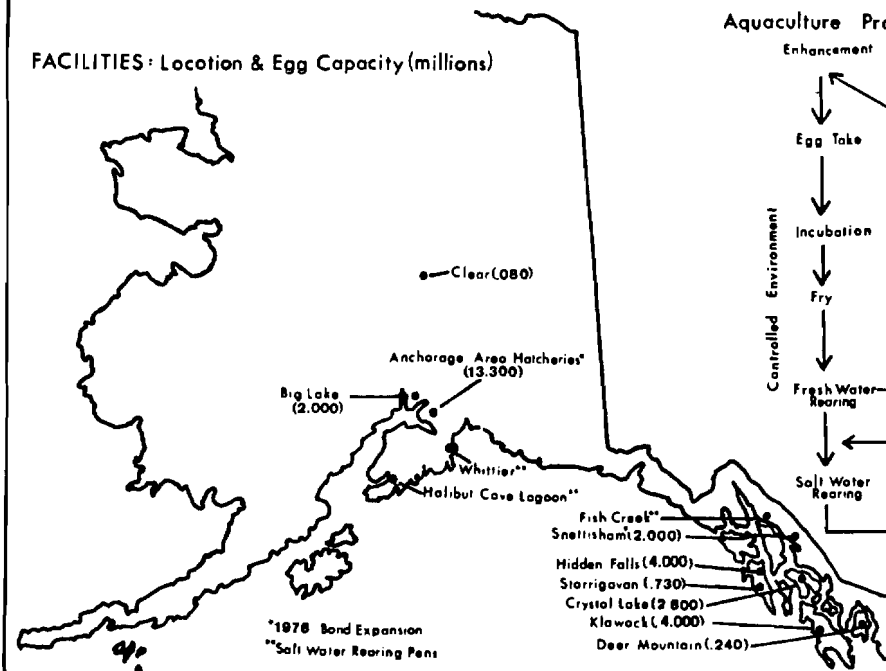 FACILITIES: Location & Egg Capacity (millions)
Clear (.080)
Anchorage Area Hatcheries*
(13.300)
Big Lake
(2.000)
Whittier**
Halibut Cove Lagoon**
Fish Creek**
Snettisham*(2.000)
Hidden Falls (4.000)
Starrigavan (.730)
Crystal Lake (2.800)
Klawock (4.000)
Deer Mountain (.240)
*1978 Bond Expansion
**Salt Water Rearing Pens
Aquaculture
Enhancement
Egg Take
Incubation
Fry
Controlled Environment
Fresh Water
Rearing
Salt Water
Rearing